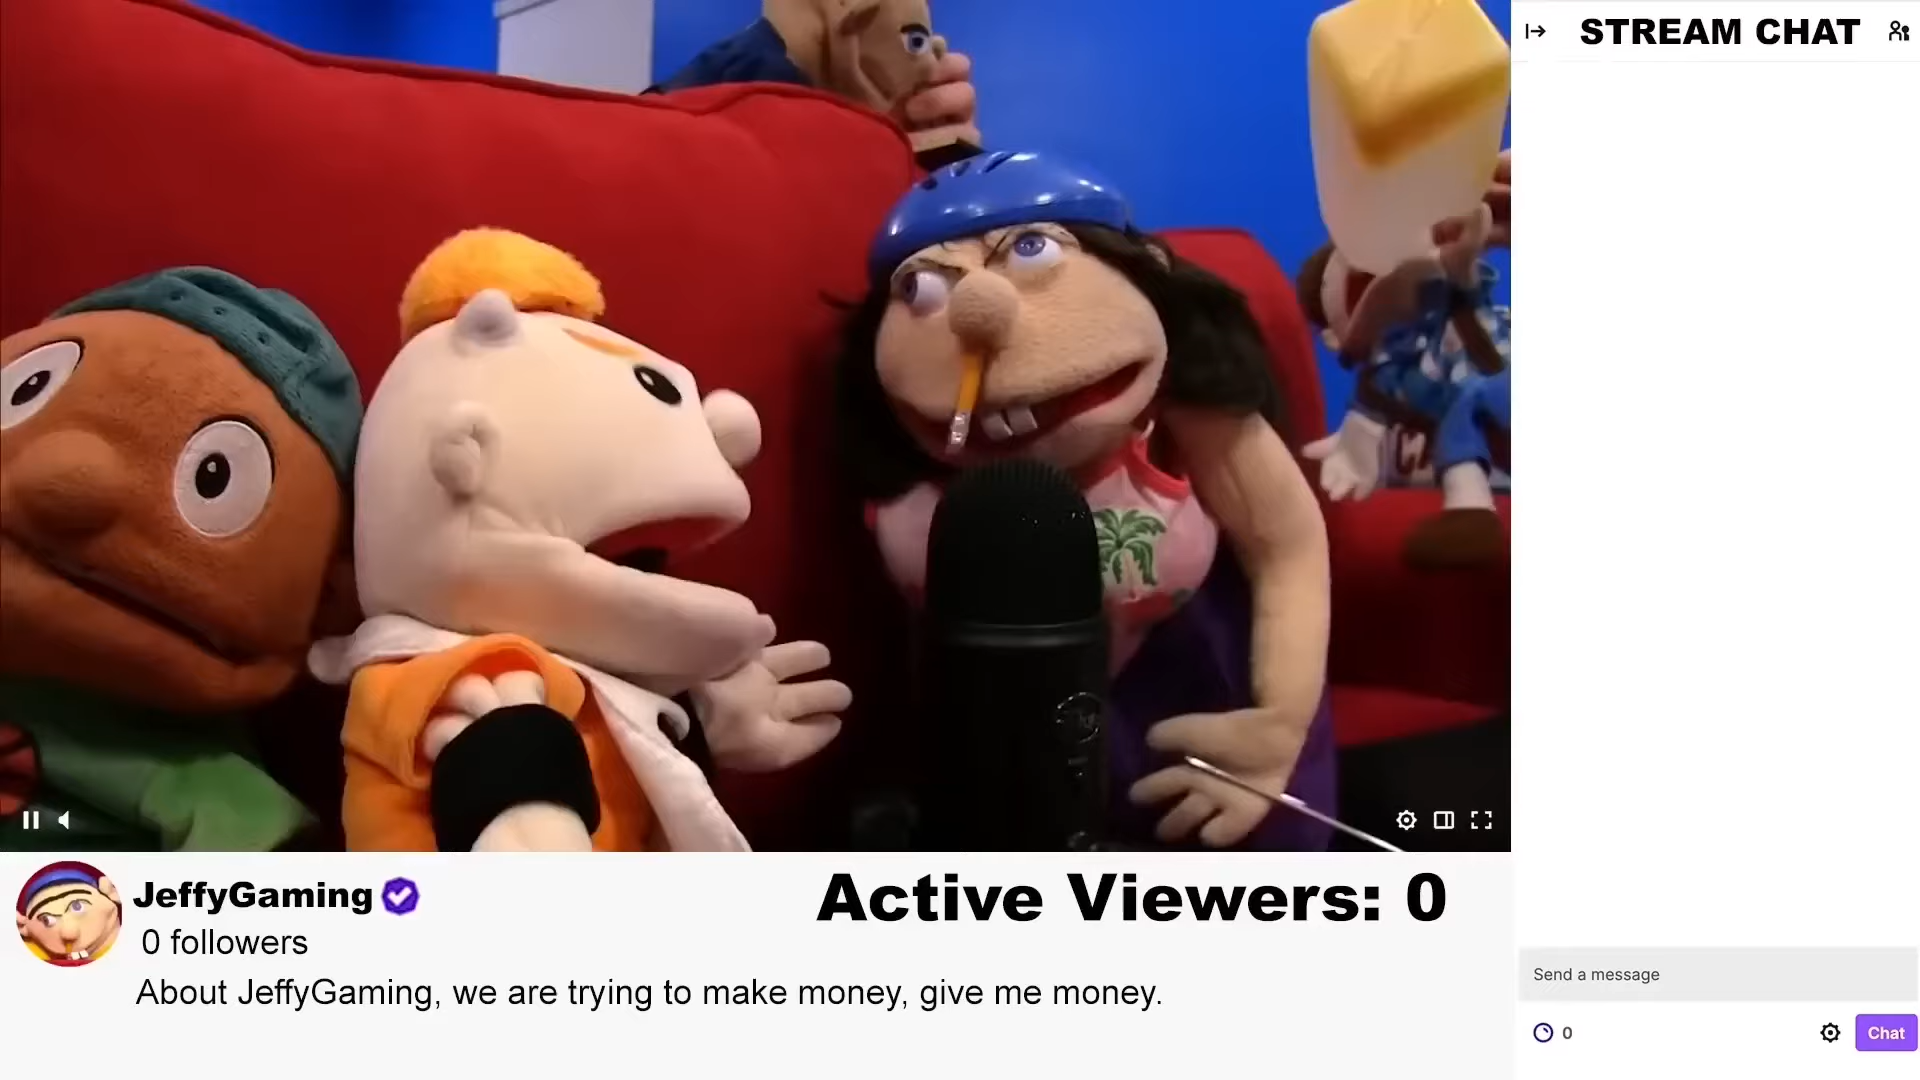 STREAM CHAT
JeffyGaming
Active Viewers: 0
0 followers
About JeffyGaming, we are trying to make money, give me money.
Send a message
0
Chat